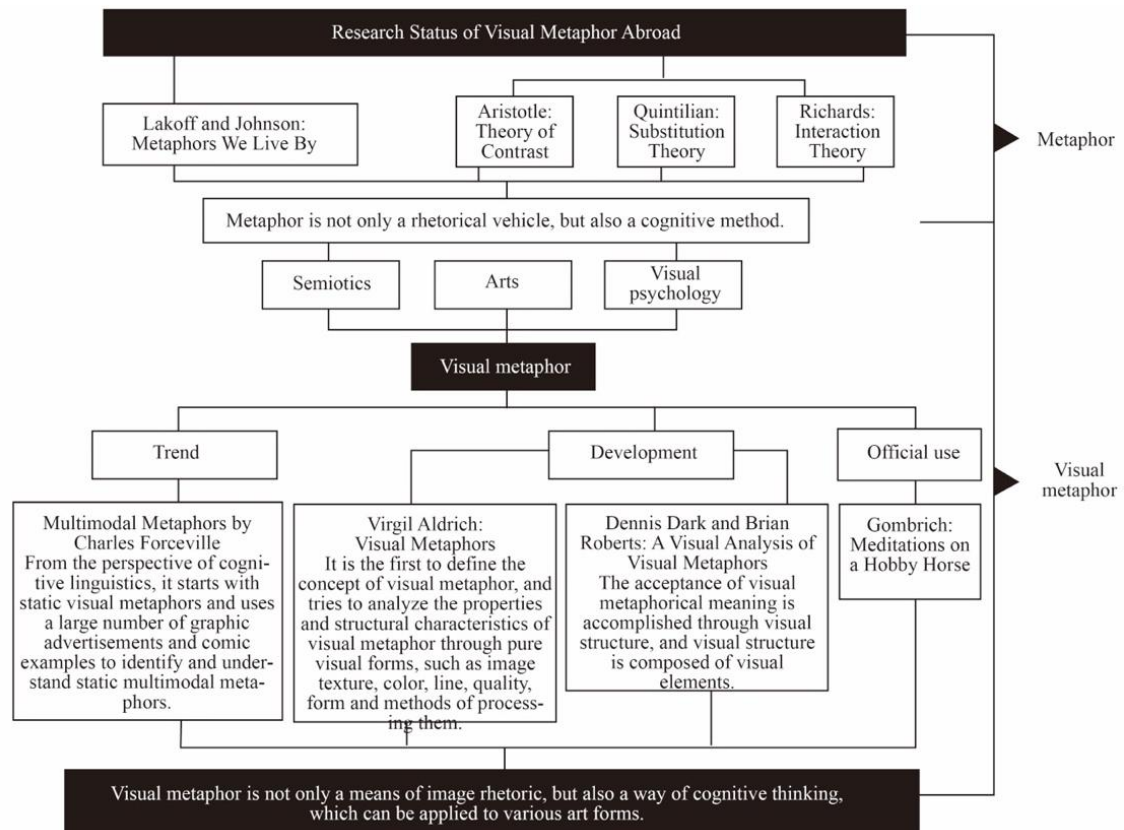 Research Status of Visual Metaphor Abroad
Lakoff and Johnson:
Metaphors We Live By
Aristotle:
Theory of
Contrast
Quintilian:
Substitution
Theory
Richards:
Interaction
Theory
Metaphor
Metaphor is not only a rhetorical vehicle, but also a cognitive method.
Semiotics
Arts
Visual
psychology
Visual metaphor
Trend
Development
Official use
Visual
metaphor
Multimodal Metaphors by
Charles Forceville
From the perspective of cogni-
tive linguistics, it starts with
static visual metaphors and uses
a large number of graphic
advertisements and comic
examples to identify and under-
stand static multimodal meta-
phors.
Virgil Aldrich:
Visual Metaphors
It is the first to define the
concept of visual metaphor, and
tries to analyze the properties
and structural characteristics of
visual metaphor through pure
visual forms, such as image
texture, color, line, quality,
form and methods of process-
ing them.
Dennis Dark and Brian
Roberts: A Visual Analysis of
Visual Metaphors
The acceptance of visual
metaphorical meaning is
accomplished through visual
structure, and visual structure
is composed of visual
elements.
Gombrich:
Meditations on
a Hobby Horse
Visual metaphor is not only a means of image rhetoric, but also a way of cognitive thinking,
which can be applied to various art forms.